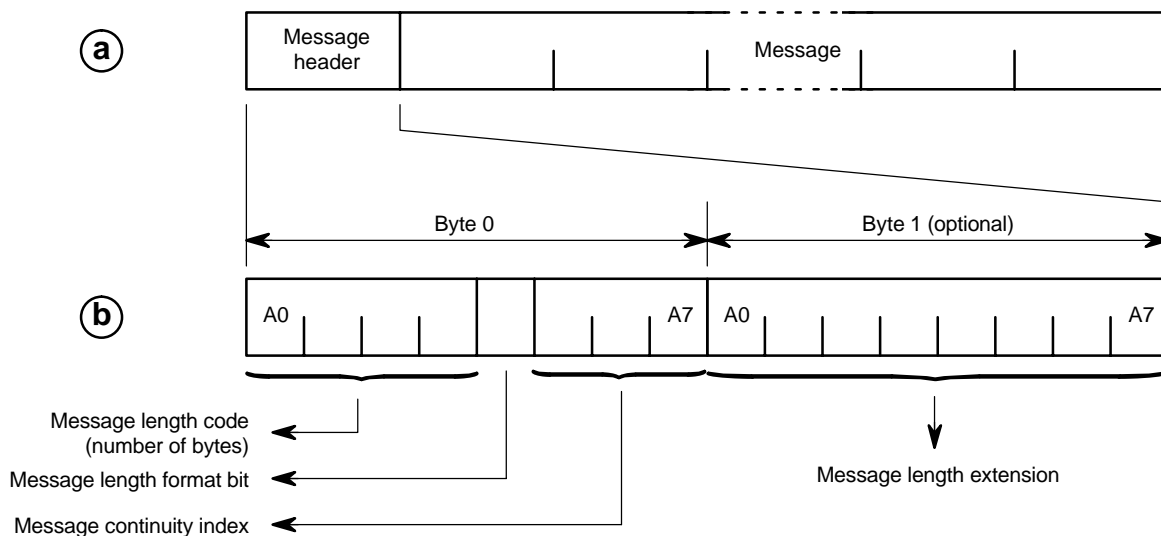 a
Message
header
Message
Byte 0
Byte 1 (optional)
b
A0
A7
A0
A7
Message length code
(number of bytes)
Message length format bit
Message continuity index
Message length extension